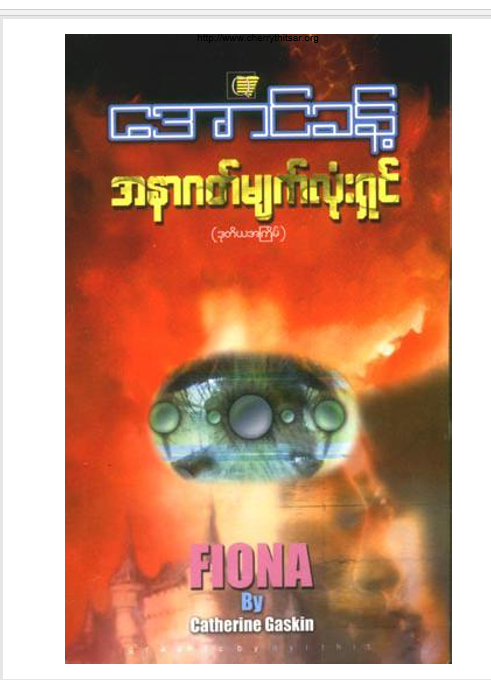 http://www.cherrythitsar.org
အောင်ခန့်
အနာဂတ်မျက်လုံးရှင်
(ဒုတိယအကြိမ်)
FIONA
By
Catherine Gaskin